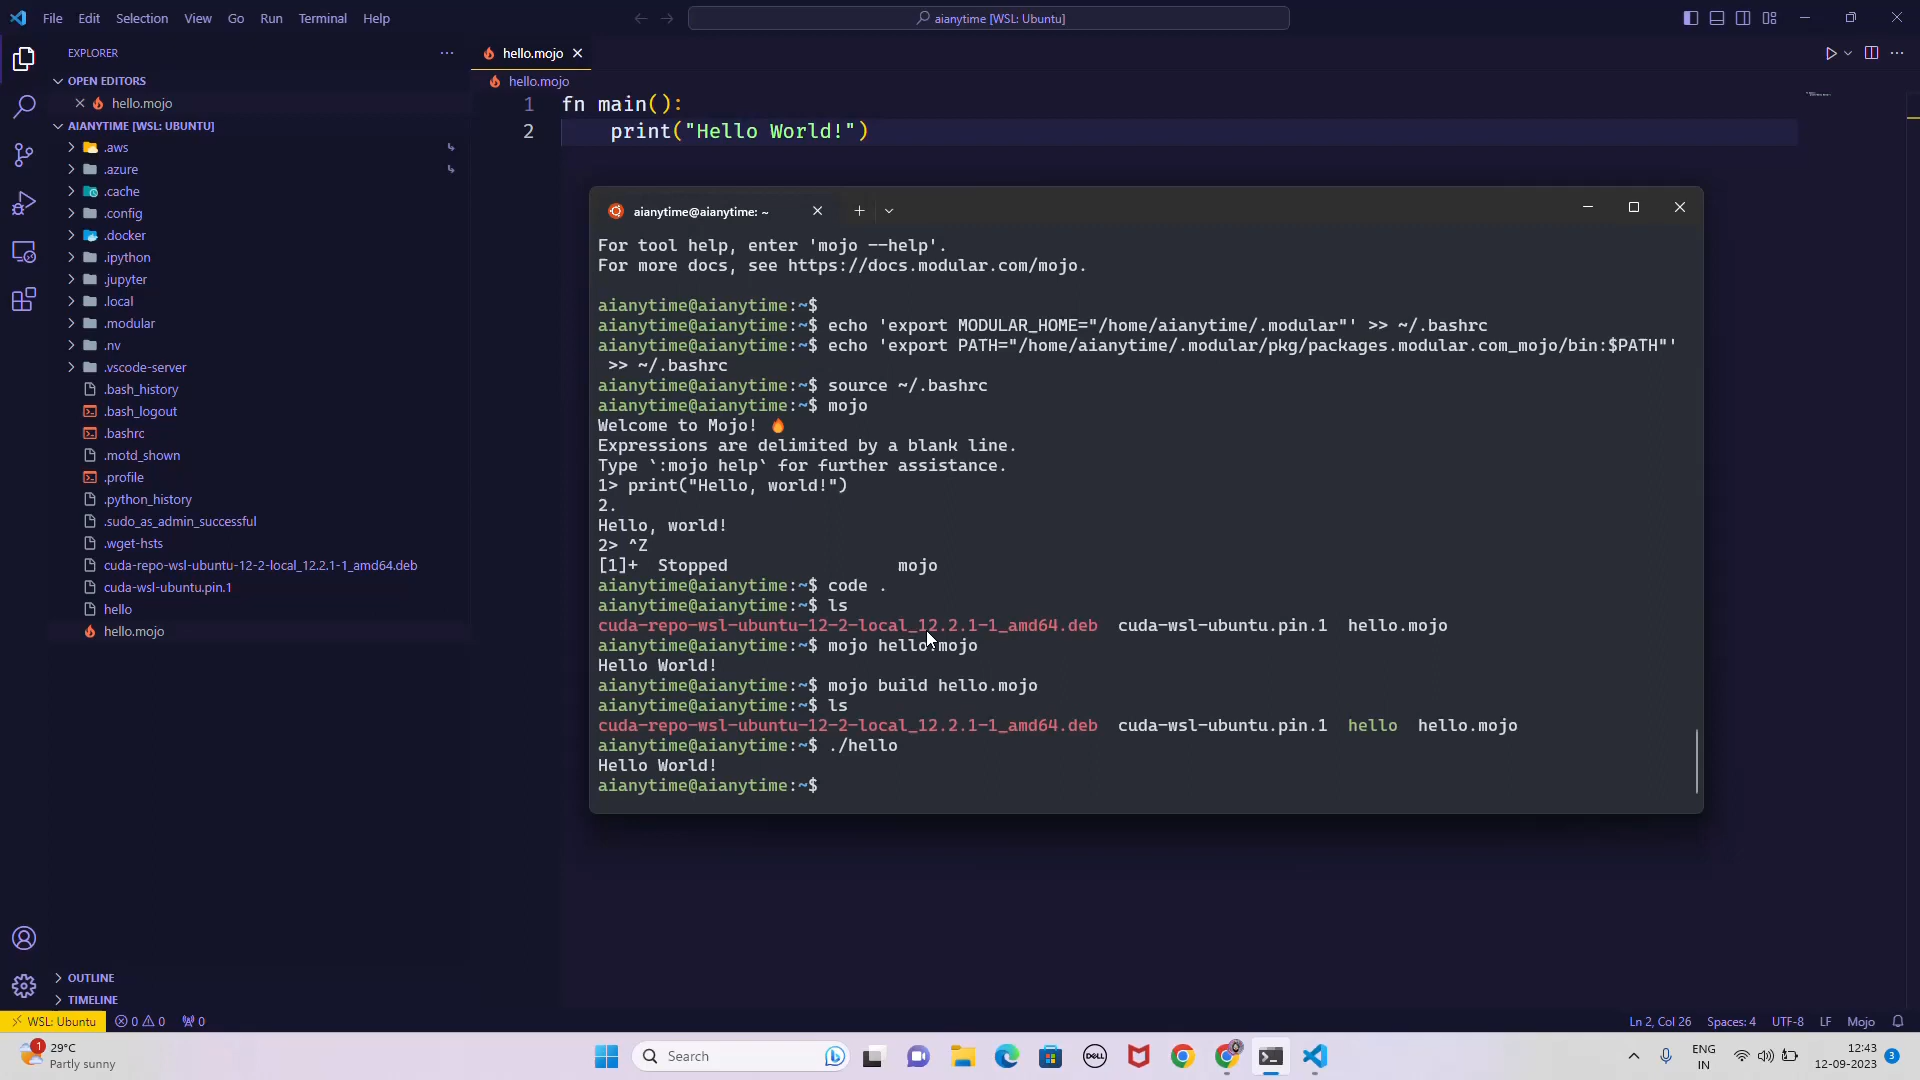 File Edit Selection View Go Run Terminal Help
aianytime [WSL: Ubuntu]
EXPLORER
OPEN EDITORS
hello.mojo
AIANYTIME [WSL: UBUNTU]
.aws
.azure
.cache
.config
.docker
.ipython
.jupyter
.local
.modular
.nv
.vscode-server
.bash_history
.bash_logout
.bashrc
.motd_shown
.profile
.python_history
.sudo_as_admin_successful
.wget-hsts
cuda-repo-wsl-ubuntu-12-2-local_12.2.1-1_amd64.deb
cuda-wsl-ubuntu.pin.1
hello
hello.mojo
OUTLINE
TIMELINE
hello.mojo
hello.mojo
1 fn main():
2 print("Hello World!")
aianytime@aianytime: ~
For tool help, enter 'mojo --help'.
For more docs, see https://docs.modular.com/mojo.
aianytime@aianytime:~$
aianytime@aianytime:~$ echo 'export MODULAR_HOME="/home/aianytime/.modular"' >> ~/.bashrc
aianytime@aianytime:~$ echo 'export PATH="/home/aianytime/.modular/pkg/packages.modular.com_mojo/bin:$PATH"'
>> ~/.bashrc
aianytime@aianytime:~$ source ~/.bashrc
aianytime@aianytime:~$ mojo
Welcome to Mojo! 🔥
Expressions are delimited by a blank line.
Type `:mojo help` for further assistance.
1> print("Hello, world!")
2.
Hello, world!
2> ^Z
[1]+ Stopped mojo
aianytime@aianytime:~$ code .
aianytime@aianytime:~$ ls
cuda-repo-wsl-ubuntu-12-2-local_12.2.1-1_amd64.deb cuda-wsl-ubuntu.pin.1 hello.mojo
aianytime@aianytime:~$ mojo hello.mojo
Hello World!
aianytime@aianytime:~$ mojo build hello.mojo
aianytime@aianytime:~$ ls
cuda-repo-wsl-ubuntu-12-2-local_12.2.1-1_amd64.deb cuda-wsl-ubuntu.pin.1 hello hello.mojo
aianytime@aianytime:~$ ./hello
Hello World!
aianytime@aianytime:~$
WSL: Ubuntu 0 0 0 Ln 2, Col 26 Spaces: 4 UTF-8 LF Mojo
1 29°C
Partly sunny
Search
DELL
ENG
IN
12:43
12-09-2023
3